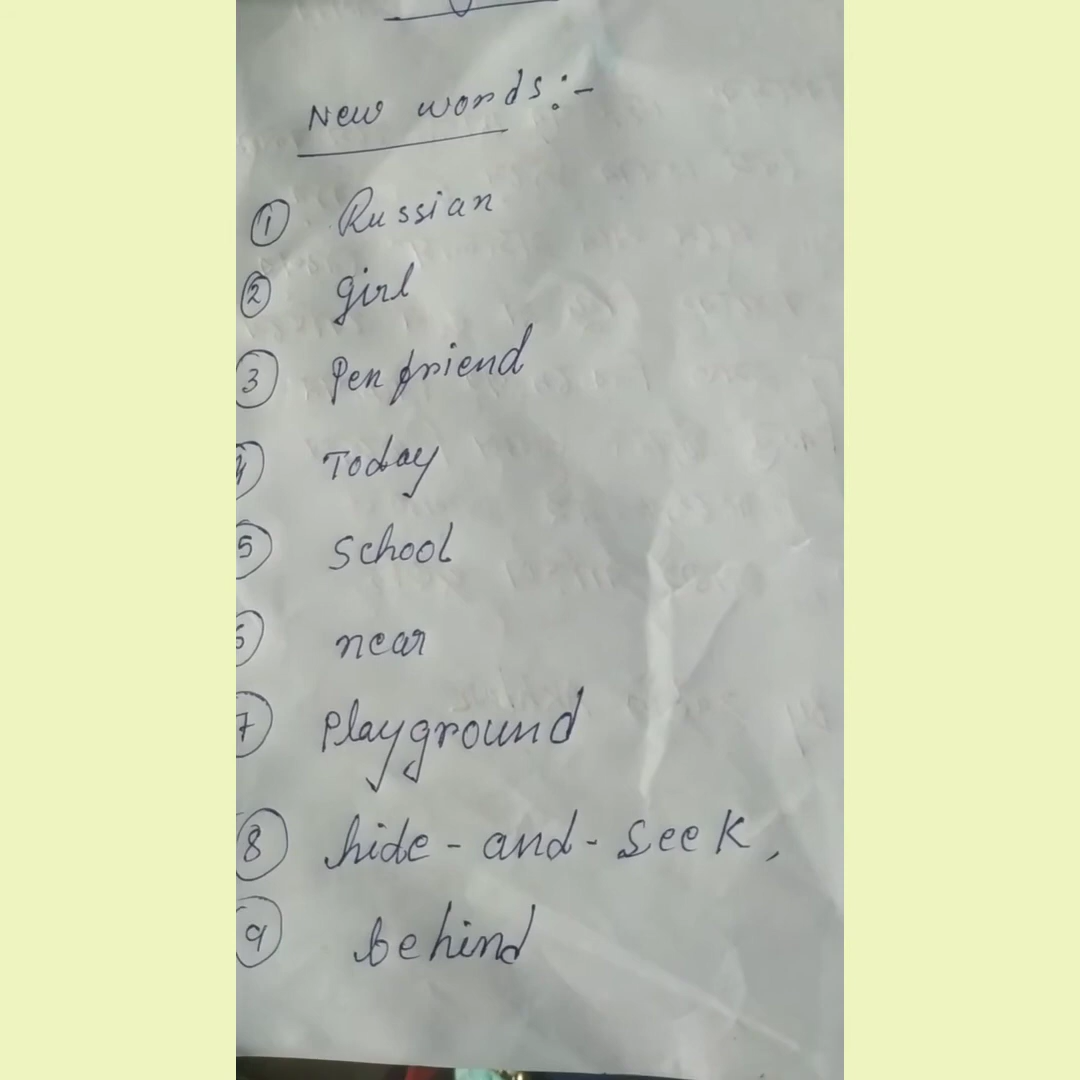 New words:-
① Russian
② girl
③ Pen friend
④ Today
⑤ School
⑥ near
⑦ Playground
⑧ hide-and-seek,
⑨ behind